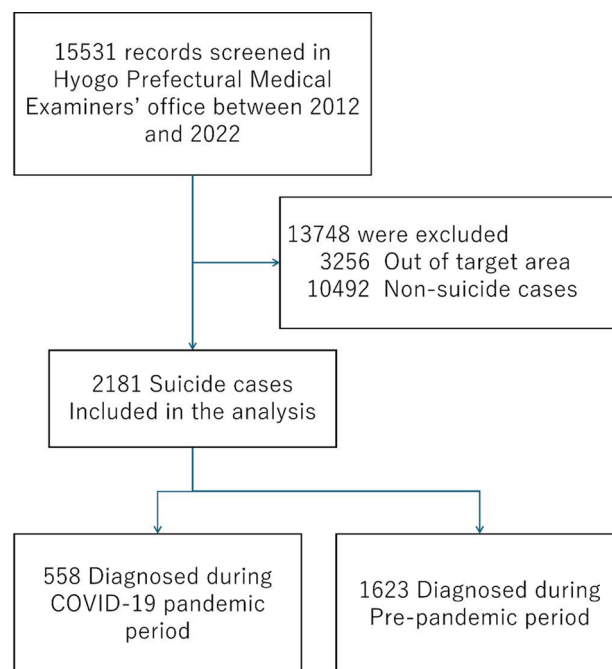 15531 records screened in
Hyogo Prefectural Medical
Examiners’ office between 2012
and 2022
13748 were excluded
3256 Out of target area
10492 Non-suicide cases
2181 Suicide cases
Included in the analysis
558 Diagnosed during
COVID-19 pandemic
period
1623 Diagnosed during
Pre-pandemic period